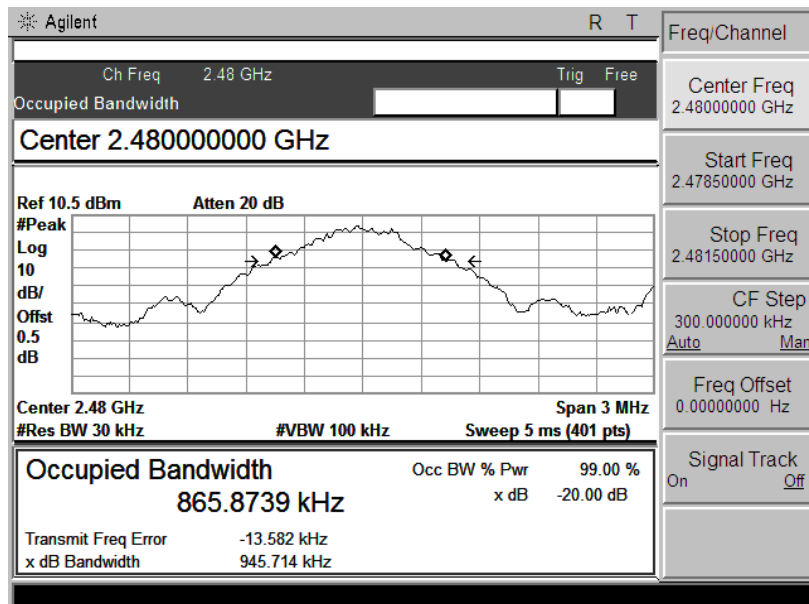 Agilent R T
Freq/Channel
Ch Freq 2.48 GHz Trig Free
Occupied Bandwidth
Center 2.480000000 GHz
Ref 10.5 dBm Atten 20 dB
#Peak
Log
10
dB/
Offst
0.5
dB
Center 2.48 GHz Span 3 MHz
#Res BW 30 kHz #VBW 100 kHz Sweep 5 ms (401 pts)
Occupied Bandwidth
865.8739 kHz
Occ BW % Pwr 99.00 %
x dB -20.00 dB
Transmit Freq Error -13.582 kHz
x dB Bandwidth 945.714 kHz
Center Freq
2.48000000 GHz
Start Freq
2.47850000 GHz
Stop Freq
2.48150000 GHz
CF Step
300.000000 kHz
Auto Man
Freq Offset
0.00000000 Hz
Signal Track
On Off